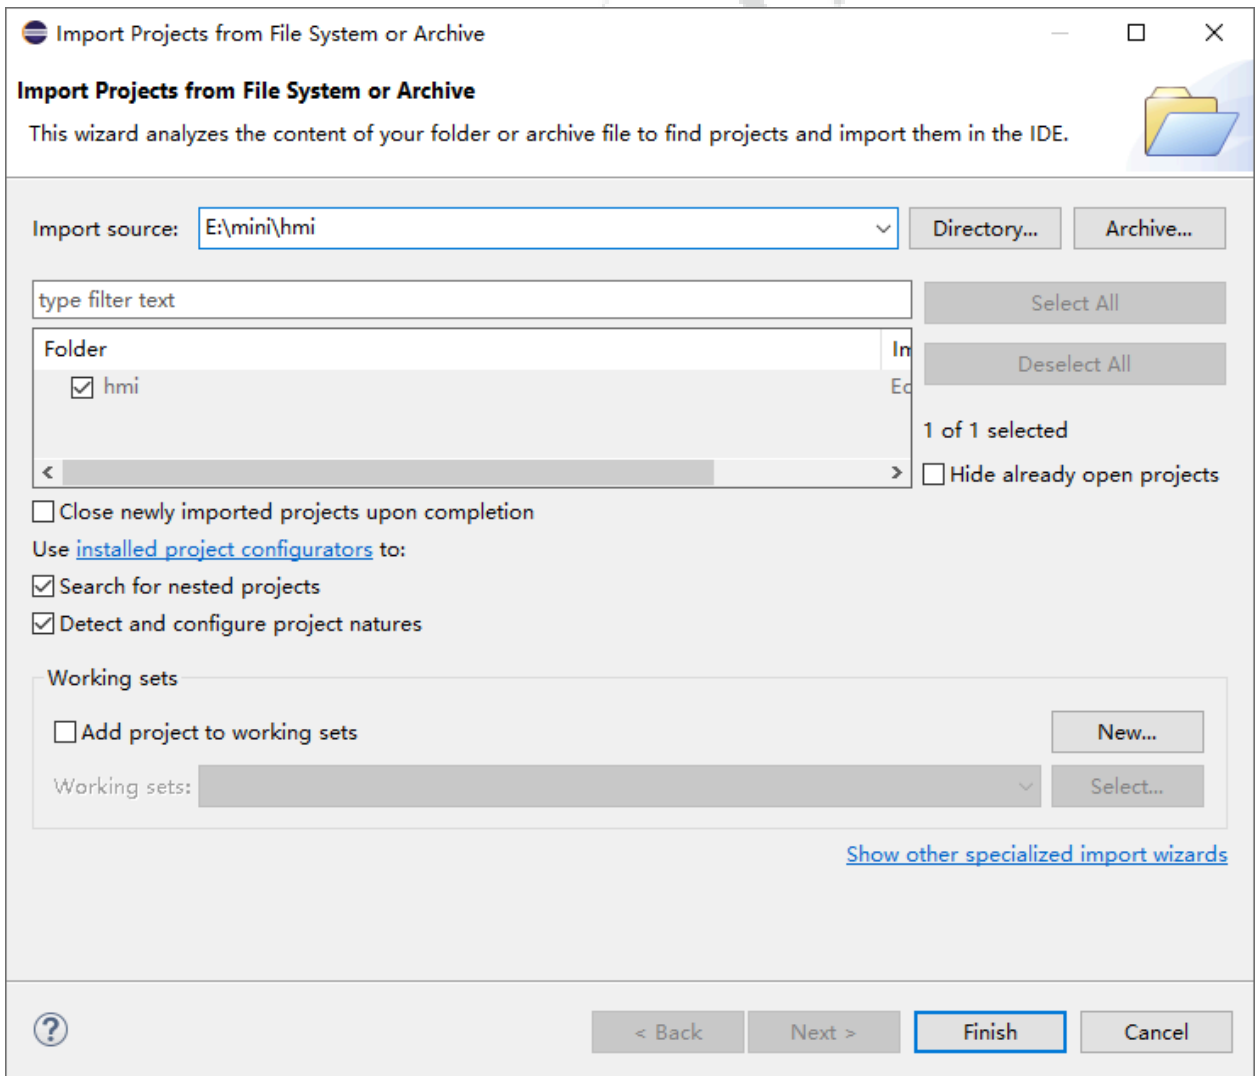 Import Projects from File System or Archive
Import Projects from File System or Archive
This wizard analyzes the content of your folder or archive file to find projects and import them in the IDE.
Import source: E:\mini\hmi Directory... Archive...
type filter text Select All
Folder Im
Deselect All
hmi Ec
1 of 1 selected
Hide already open projects
Close newly imported projects upon completion
Use installed project configurators to:
Search for nested projects
Detect and configure project natures
Working sets
Add project to working sets New...
Working sets: Select...
Show other specialized import wizards
? < Back Next > Finish Cancel